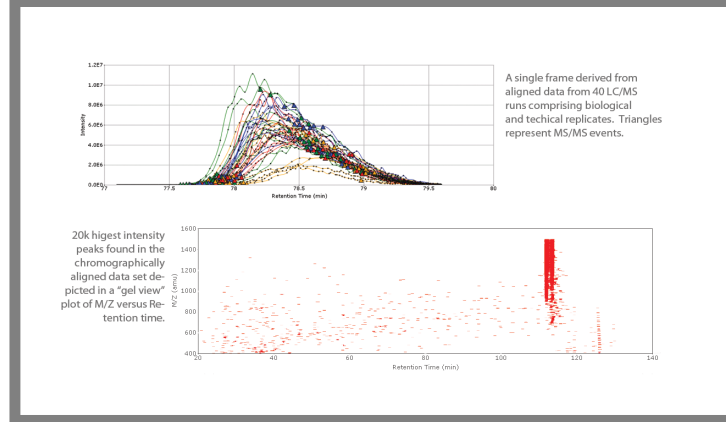 1.2E7
1.0E7
8.0E6
6.0E6
4.0E6
2.0E6
0.0E0
Intensity
77
77.5
78
78.5
79
79.5
80
Retention Time (min)
A single frame derived from
aligned data from 40 LC/MS
runs comprising biological
and techical replicates. Triangles
represent MS/MS events.
20k higest intensity
peaks found in the
chromographically
aligned data set de-
picted in a “gel view”
plot of M/Z versus Re-
tention time.
1600
1400
1200
1000
800
600
400
M/Z (amu)
20
40
60
80
100
120
140
Retention Time (min)